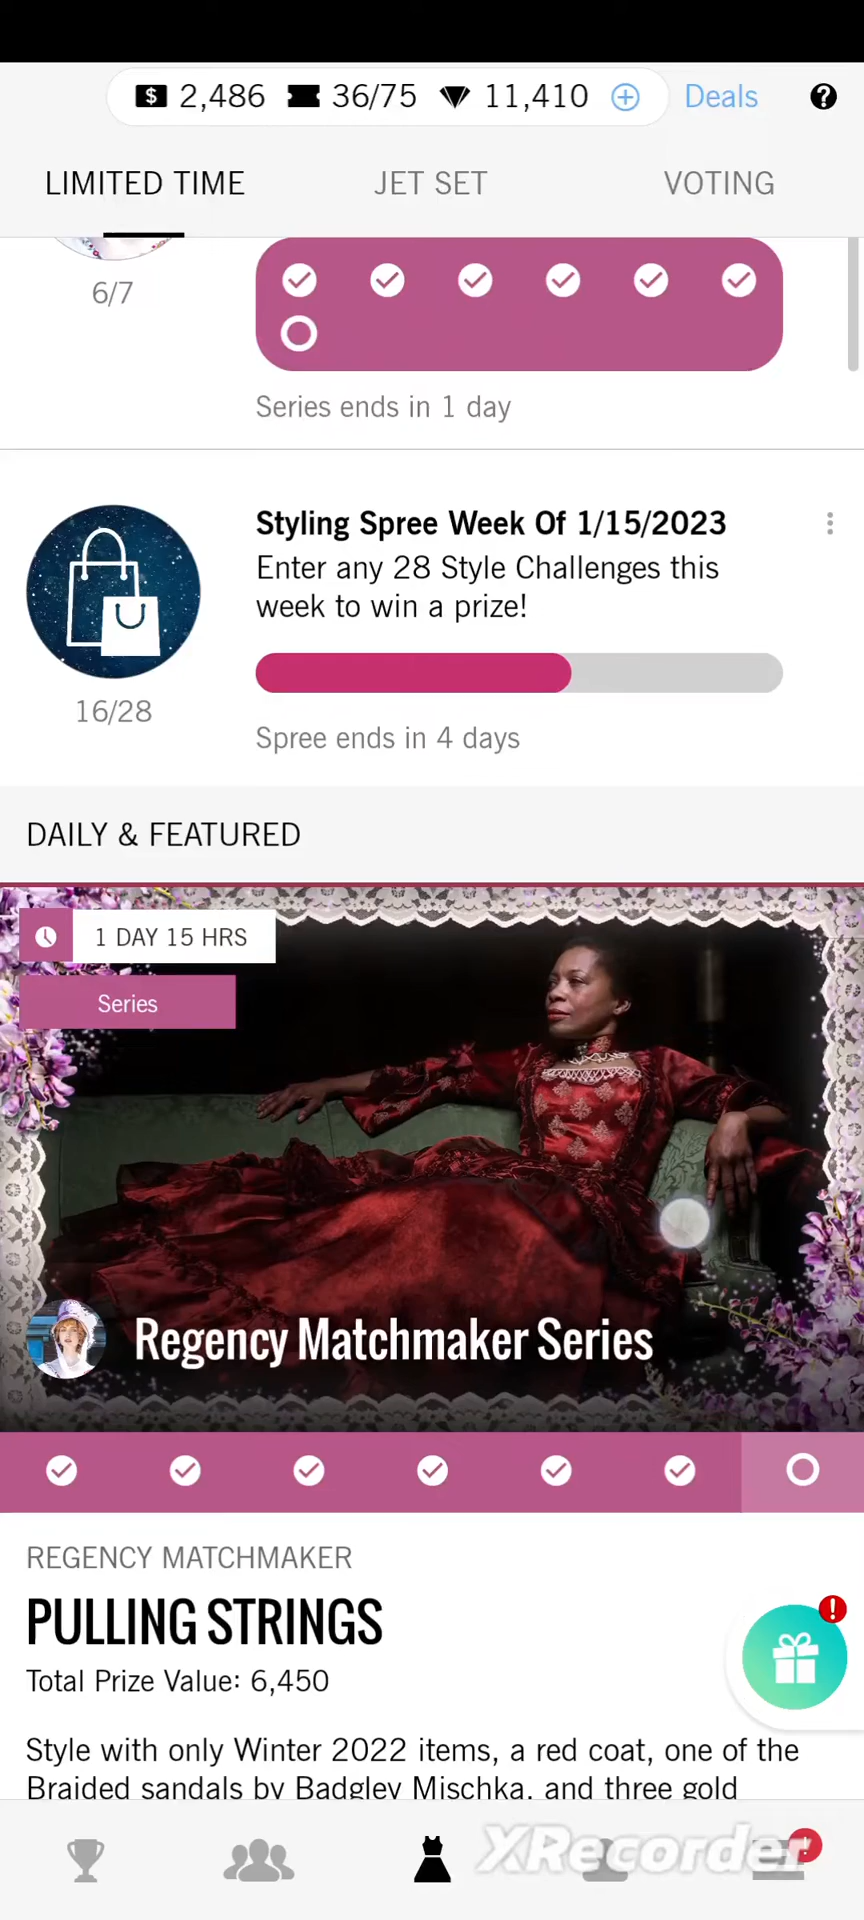 2,486 36/75 11,410 Deals
LIMITED TIME JET SET VOTING
6/7
Series ends in 1 day
Styling Spree Week Of 1/15/2023
Enter any 28 Style Challenges this
week to win a prize!
16/28
Spree ends in 4 days
DAILY & FEATURED
1 DAY 15 HRS
Series
Regency Matchmaker Series
REGENCY MATCHMAKER
PULLING STRINGS
Total Prize Value: 6,450
Style with only Winter 2022 items, a red coat, one of the
Braided sandals by Badgley Mischka, and three gold
XRecorder